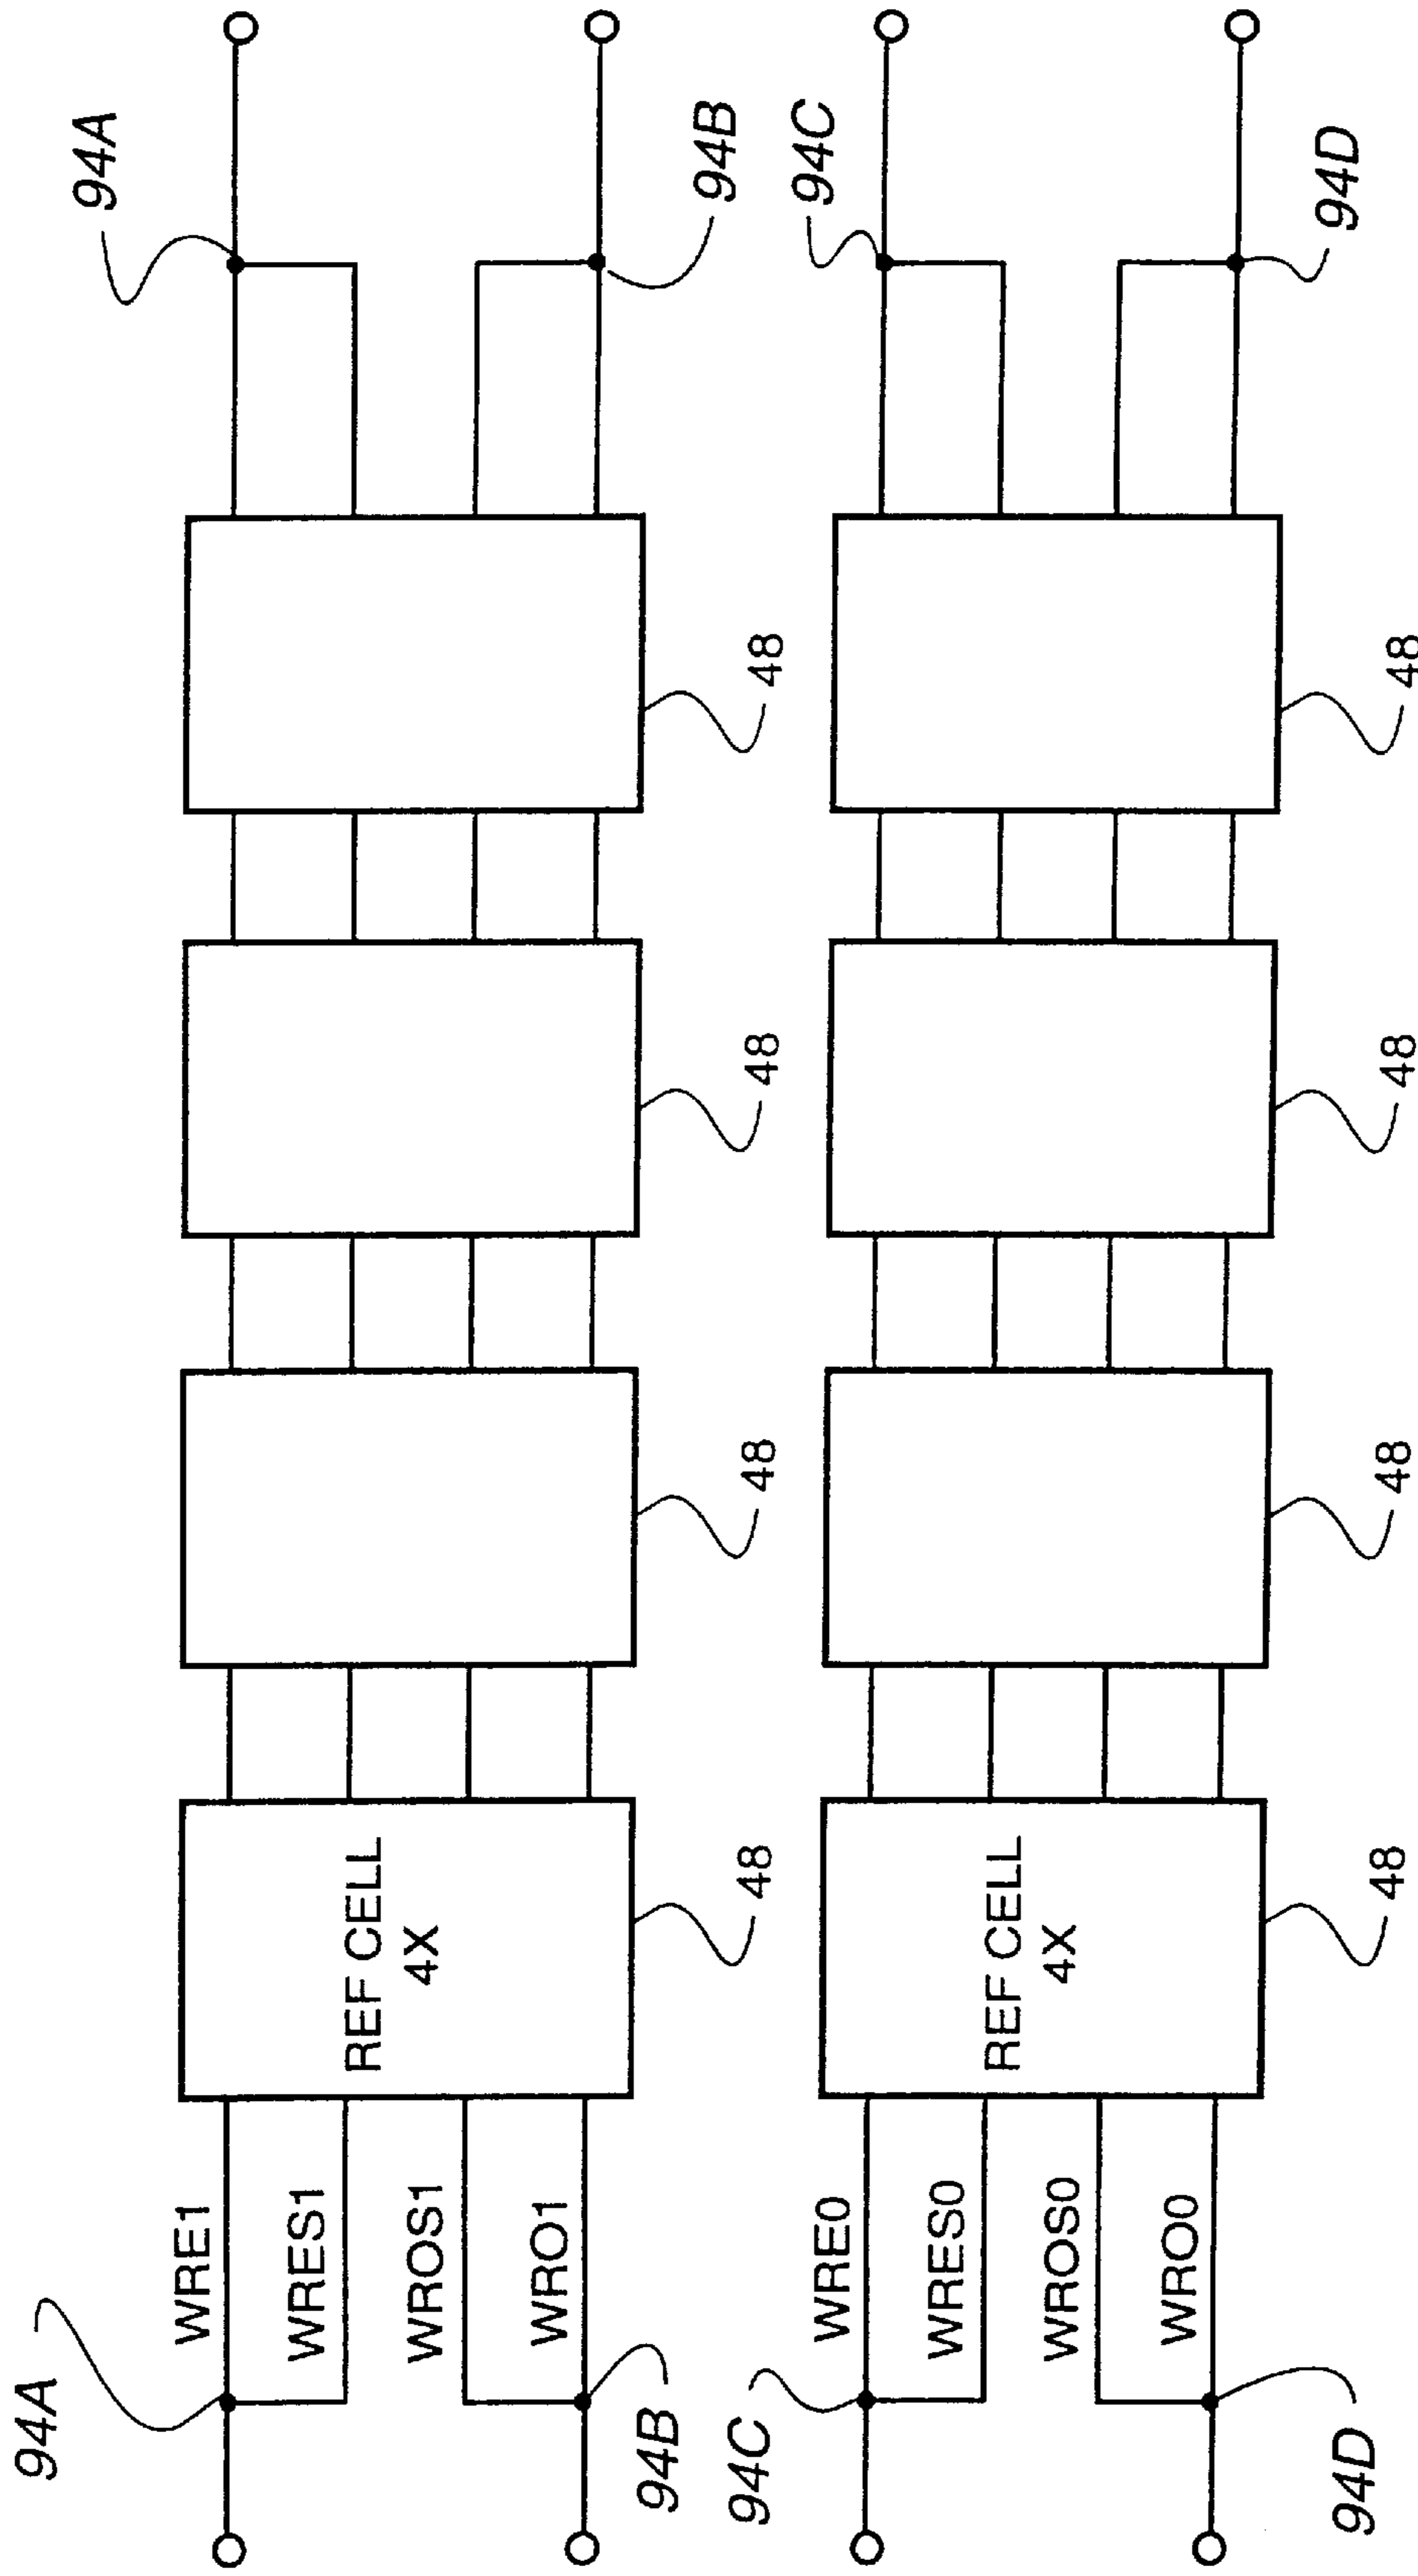 94A
94A
WRE1
WRES1
WROS1
WRO1
REF CELL
4X
48
48
48
48
94B
94B
94C
94C
WRE0
WRES0
WROS0
WRO0
REF CELL
4X
48
48
48
48
94D
94D